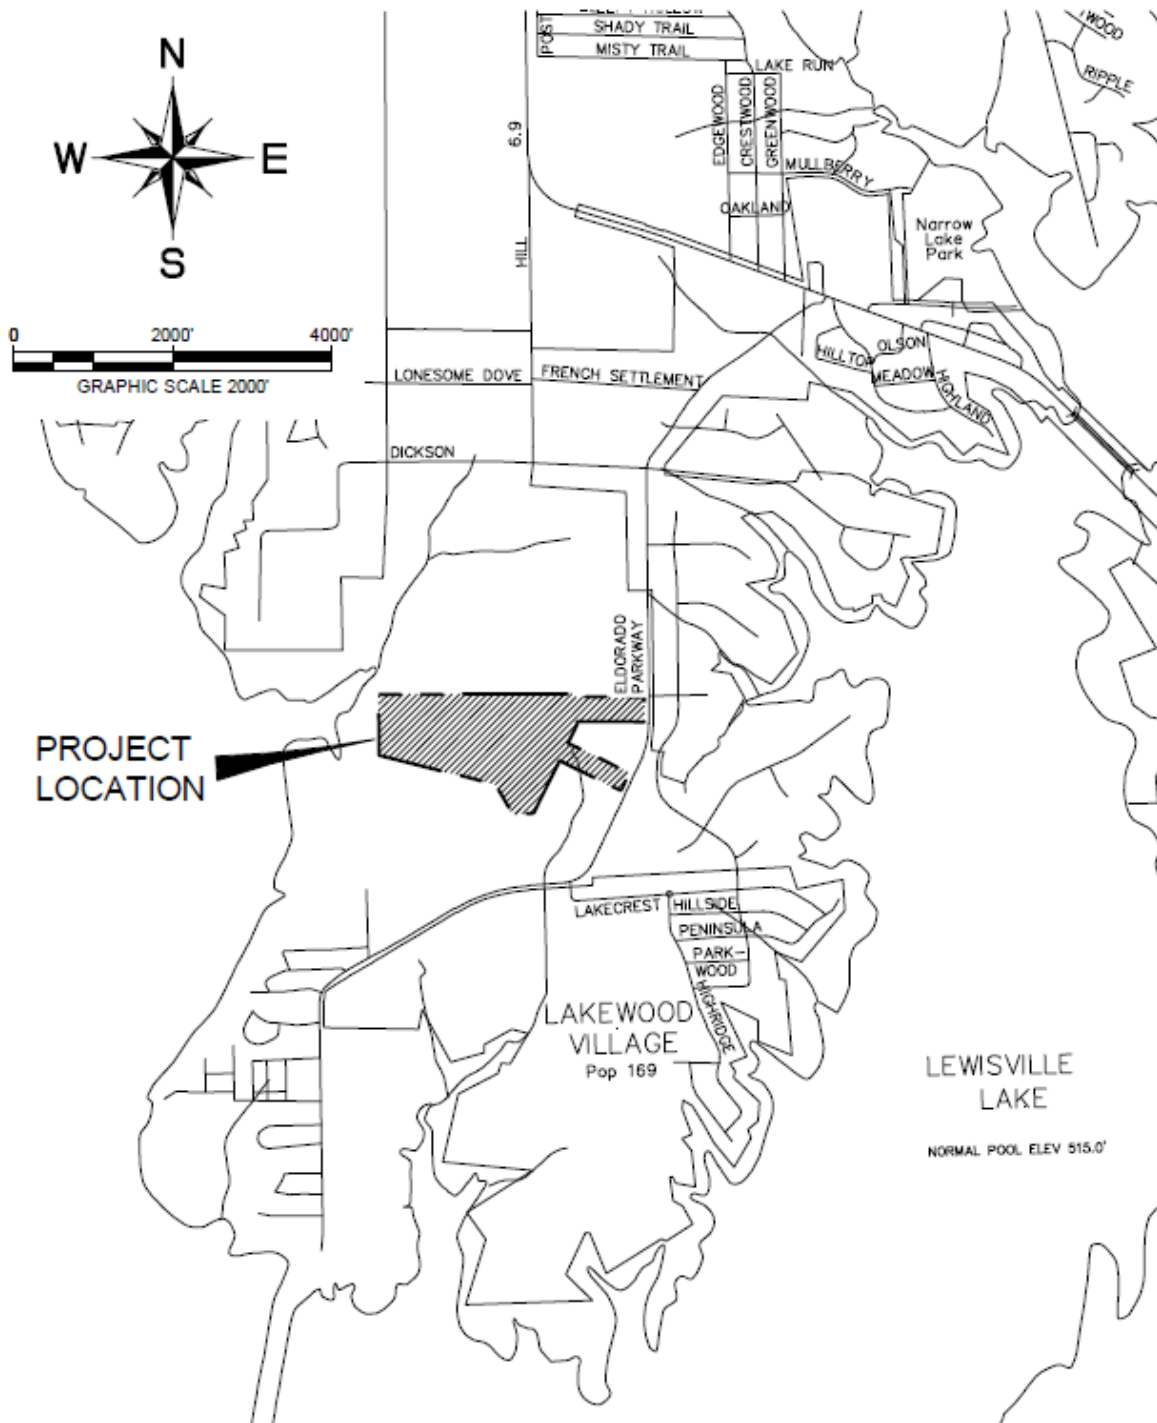 SHADY TRAIL
POST
MISTY TRAIL
LAKE RUN
RIPPLE
N
W
E
S
6.9
EDGEWOOD
CRESTWOOD
GREENWOOD
MULLBERRY
OAKLAND
Narrow
Lake
Park
HILL
0
2000'
4000'
GRAPHIC SCALE 2000'
HILLTOP
OLSON
MEADOW
HIGHLAND
LONESOME DOVE
FRENCH SETTLEMENT
DICKSON
ELDORADO
PARKWAY
PROJECT
LOCATION
LAKECREST
HILLSIDE
PENINSULA
PARK-
WOOD
HIGHRIDGE
LAKEWOOD
VILLAGE
Pop 169
LEWISVILLE
LAKE
NORMAL POOL ELEV 515.0'